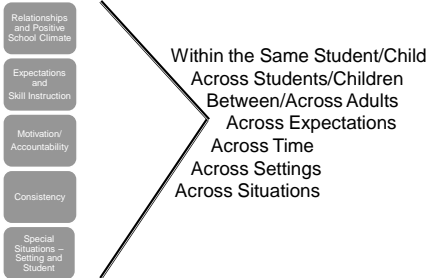 Relationships
and Positive
School Climate
Expectations
and
Skill Instruction
Motivation/
Accountability
Consistency
Special
Situations –
Setting and
Student
Within the Same Student/Child
Across Students/Children
Between/Across Adults
Across Expectations
Across Time
Across Settings
Across Situations